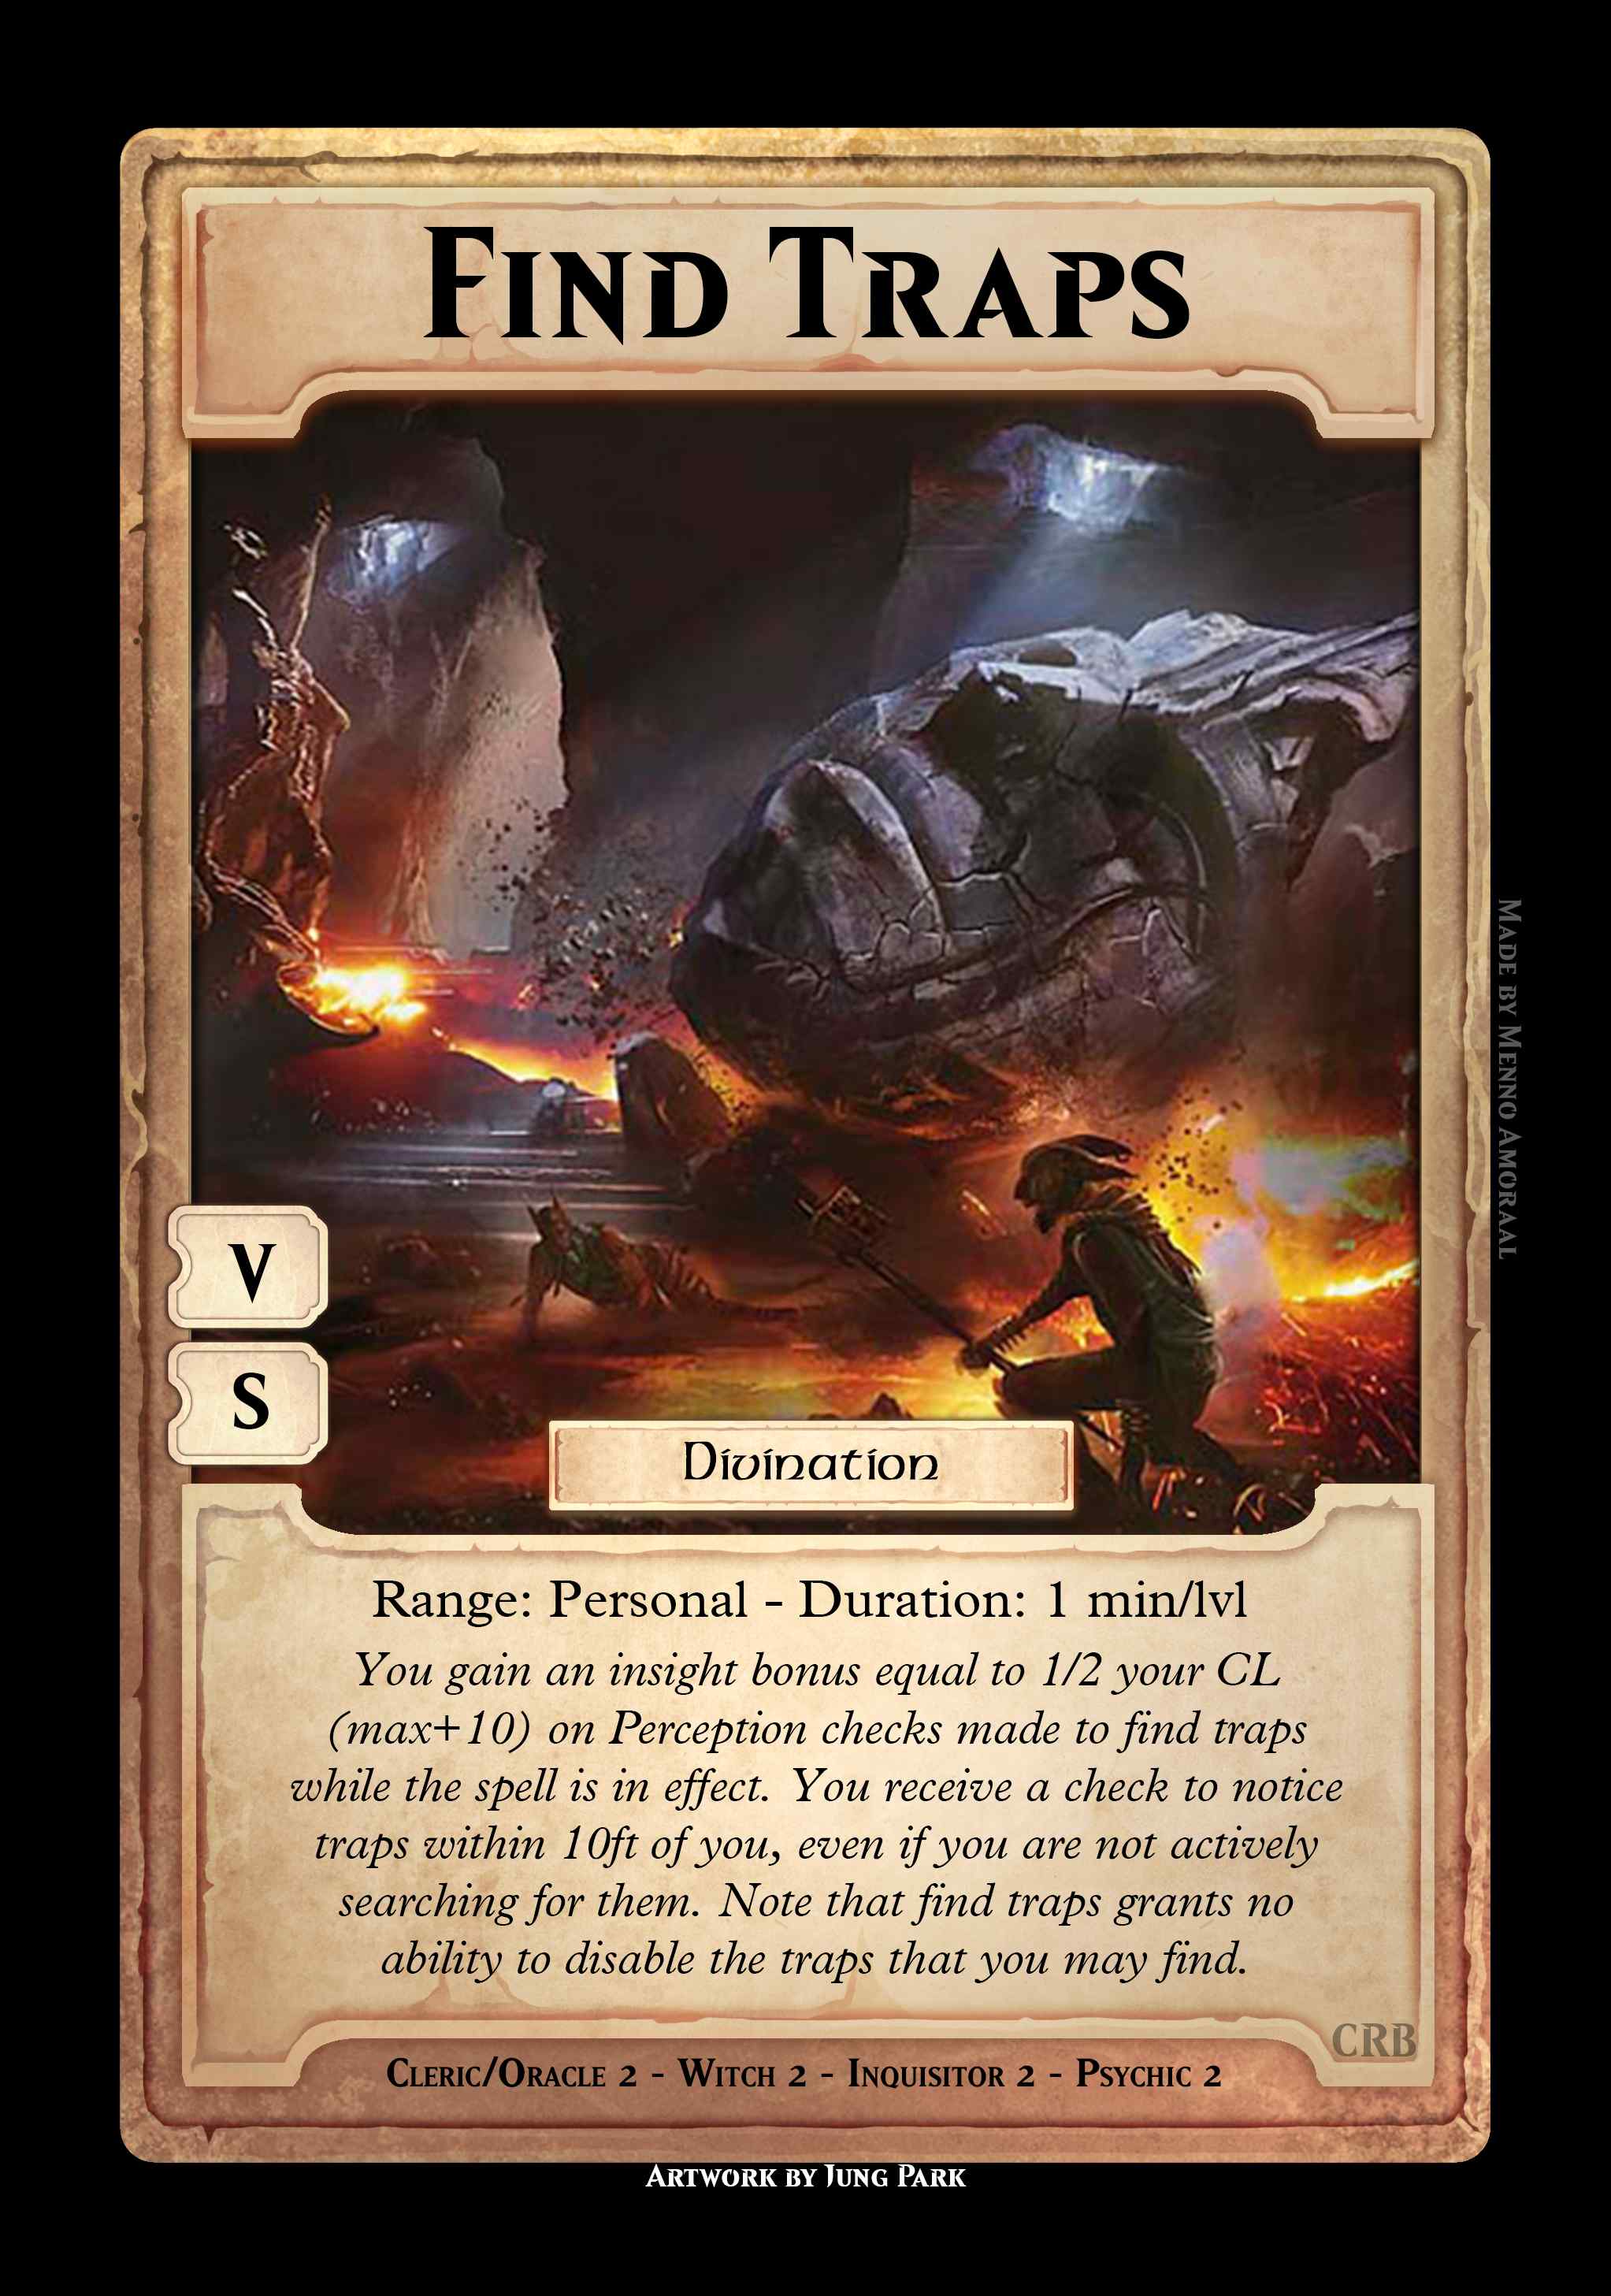 Find Traps
V
S
Divination
Range: Personal - Duration: 1 min/lvl
You gain an insight bonus equal to 1/2 your CL
(max+10) on Perception checks made to find traps
while the spell is in effect. You receive a check to notice
traps within 10ft of you, even if you are not actively
searching for them. Note that find traps grants no
ability to disable the traps that you may find.
CRB
Cleric/Oracle 2 - Witch 2 - Inquisitor 2 - Psychic 2
Artwork by Jung Park
Made by Menno Amoraal